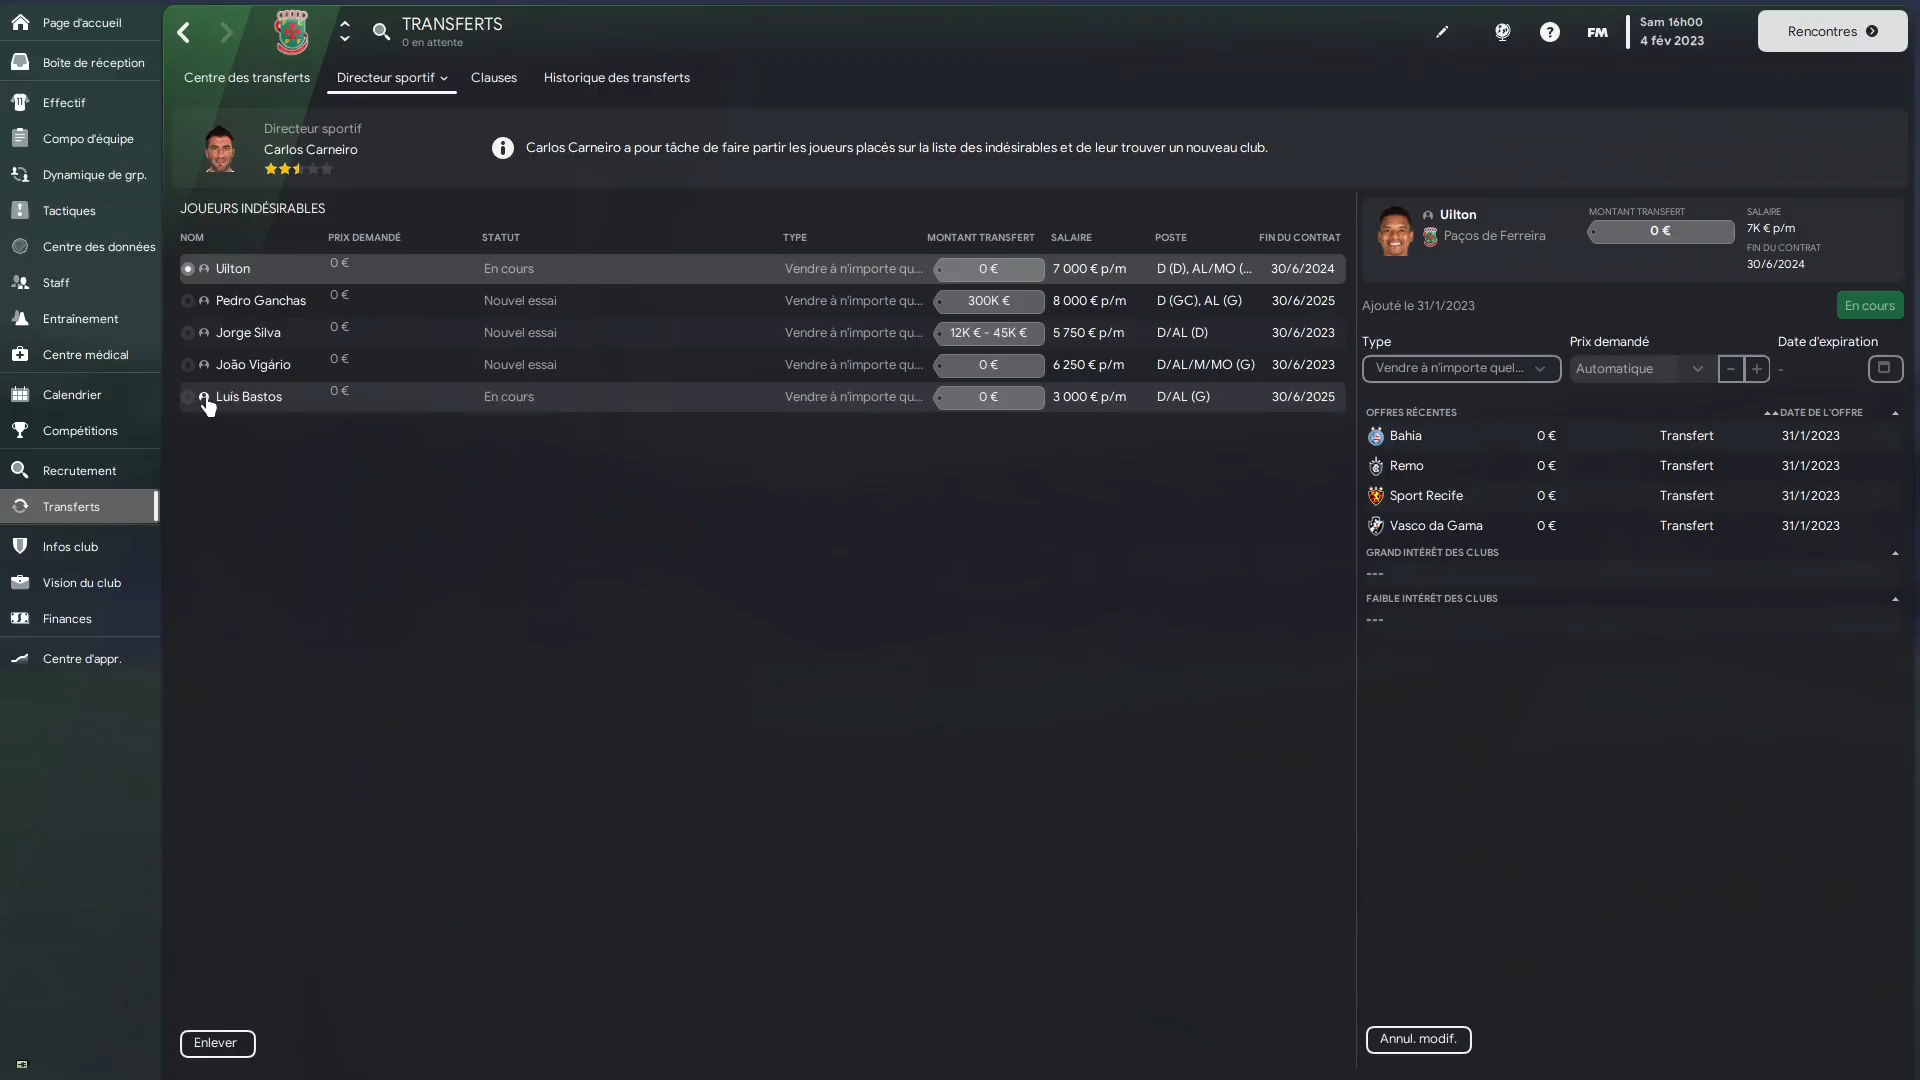 Page d'accueil
Boîte de réception
Effectif
Compo d'équipe
Dynamique de grp.
Tactiques
Centre des données
Staff
Entraînement
Centre médical
Calendrier
Compétitions
Recrutement
Transferts
Infos club
Vision du club
Finances
Centre d'appr.
TRANSFERTS
0 en attente
FM
Sam 16h00
4 fév 2023
Rencontres
Centre des transferts Directeur sportif Clauses Historique des transferts
Directeur sportif
Carlos Carneiro
Carlos Carneiro a pour tâche de faire partir les joueurs placés sur la liste des indésirables et de leur trouver un nouveau club.
JOUEURS INDÉSIRABLES
NOM PRIX DEMANDÉ STATUT TYPE MONTANT TRANSFERT SALAIRE POSTE FIN DU CONTRAT
Uilton 0 € En cours Vendre à n'importe qu... 0 € 7 000 € p/m D (D), AL/MO (... 30/6/2024
Pedro Ganchas 0 € Nouvel essai Vendre à n'importe qu... 300K € 8 000 € p/m D (GC), AL (G) 30/6/2025
Jorge Silva 0 € Nouvel essai Vendre à n'importe qu... 12K € - 45K € 5 750 € p/m D/AL (D) 30/6/2023
João Vigário 0 € Nouvel essai Vendre à n'importe qu... 0 € 6 250 € p/m D/AL/M/MO (G) 30/6/2023
Luís Bastos 0 € En cours Vendre à n'importe qu... 0 € 3 000 € p/m D/AL (G) 30/6/2025
Enlever
Uilton
Paços de Ferreira
MONTANT TRANSFERT
0 €
SALAIRE
7K € p/m
FIN DU CONTRAT
30/6/2024
Ajouté le 31/1/2023
En cours
Type Prix demandé Date d'expiration
Vendre à n'importe quel... Automatique - + -
OFFRES RÉCENTES DATE DE L'OFFRE
Bahia 0 € Transfert 31/1/2023
Remo 0 € Transfert 31/1/2023
Sport Recife 0 € Transfert 31/1/2023
Vasco da Gama 0 € Transfert 31/1/2023
GRAND INTÉRÊT DES CLUBS
---
FAIBLE INTÉRÊT DES CLUBS
---
Annul. modif.